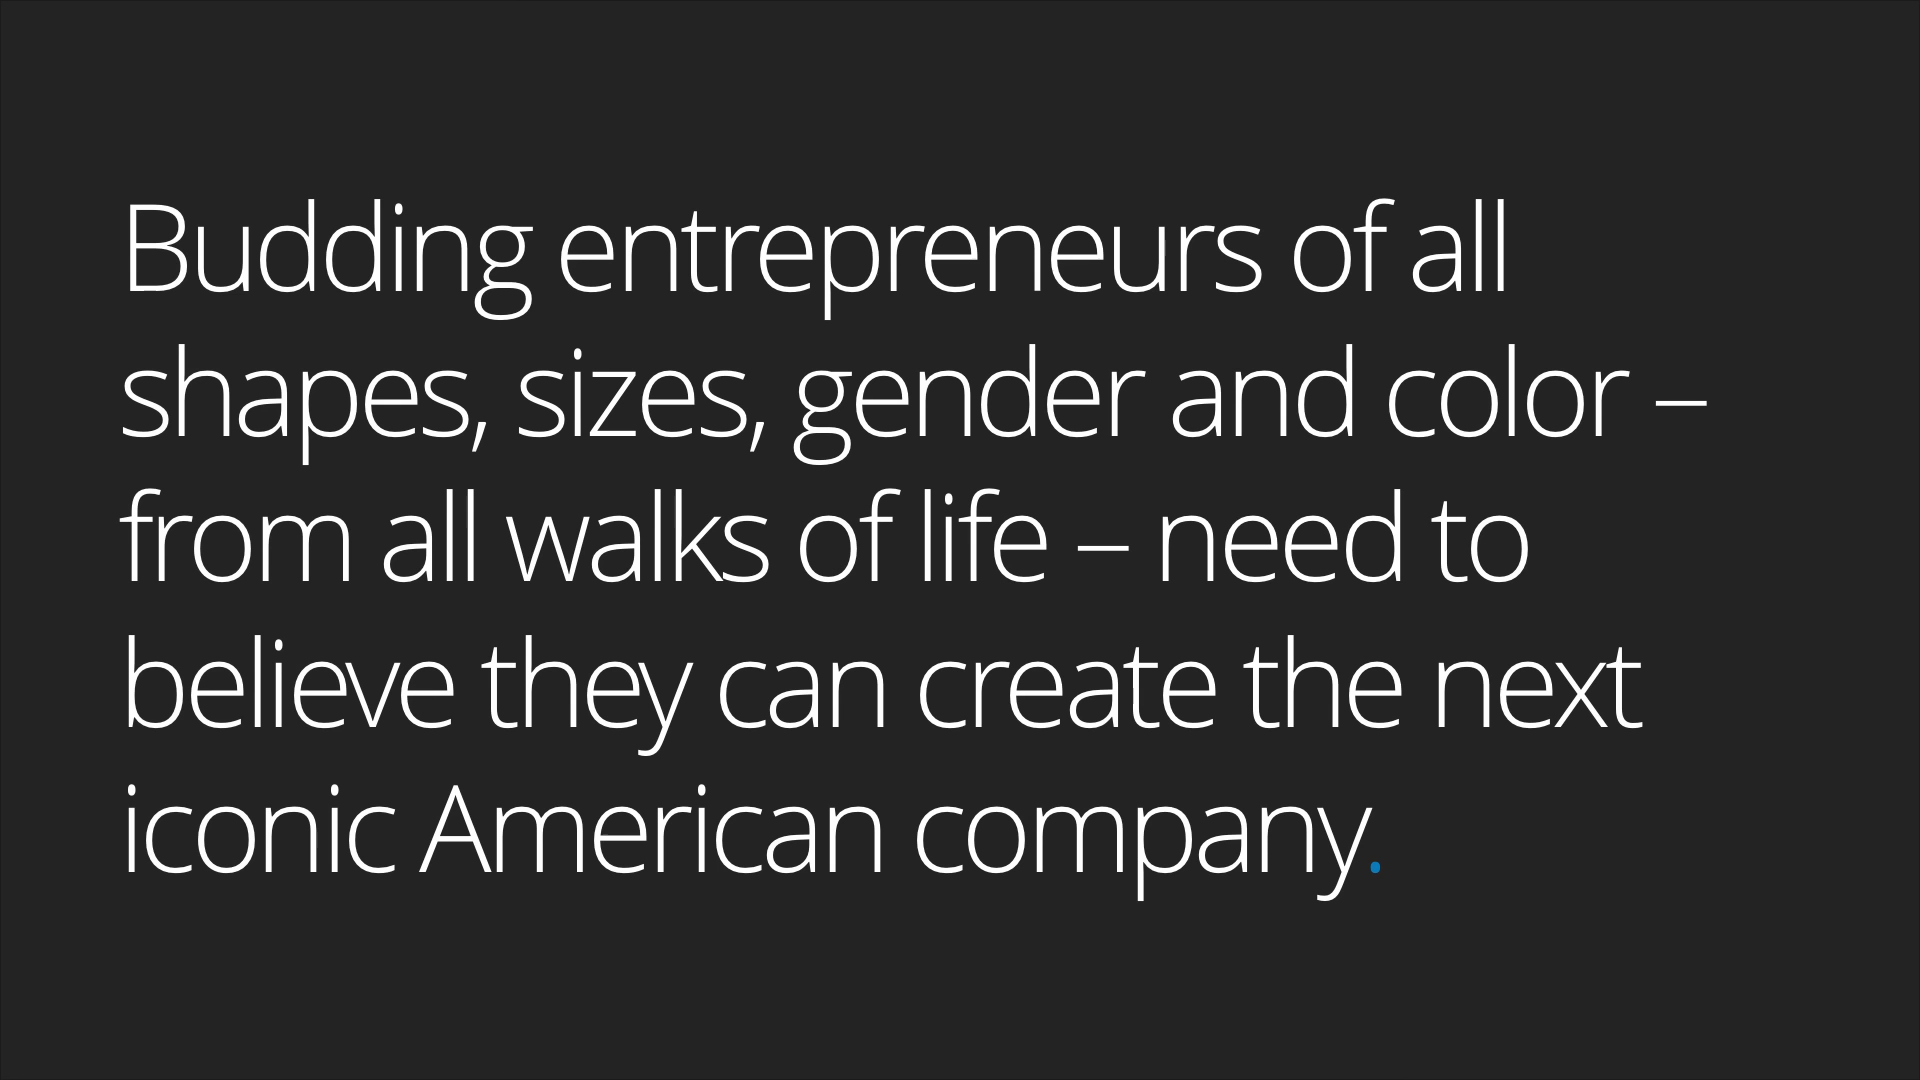 Budding entrepreneurs of all
shapes, sizes, gender and color –
from all walks of life – need to
believe they can create the next
iconic American company.